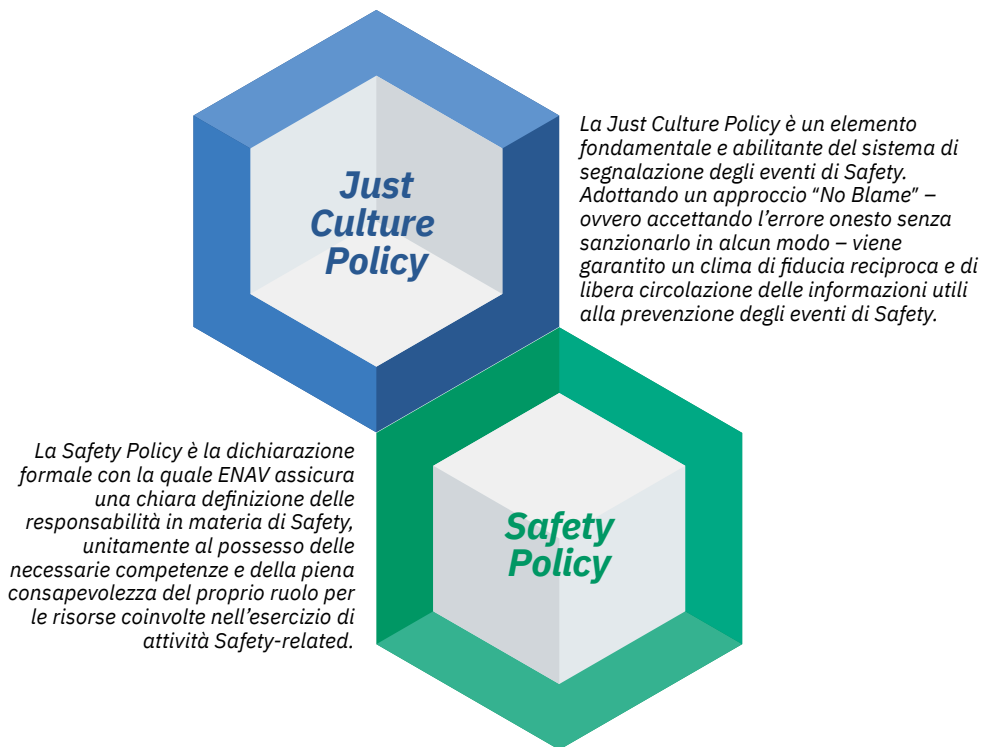 Just
Culture
Policy
La Just Culture Policy è un elemento
fondamentale e abilitante del sistema di
segnalazione degli eventi di Safety.
Adottando un approccio “No Blame” –
ovvero accettando l’errore onesto senza
sanzionarlo in alcun modo – viene
garantito un clima di fiducia reciproca e di
libera circolazione delle informazioni utili
alla prevenzione degli eventi di Safety.
La Safety Policy è la dichiarazione
formale con la quale ENAV assicura
una chiara definizione delle
responsabilità in materia di Safety,
unitamente al possesso delle
necessarie competenze e della piena
consapevolezza del proprio ruolo per
le risorse coinvolte nell’esercizio di
attività Safety-related.
Safety
Policy